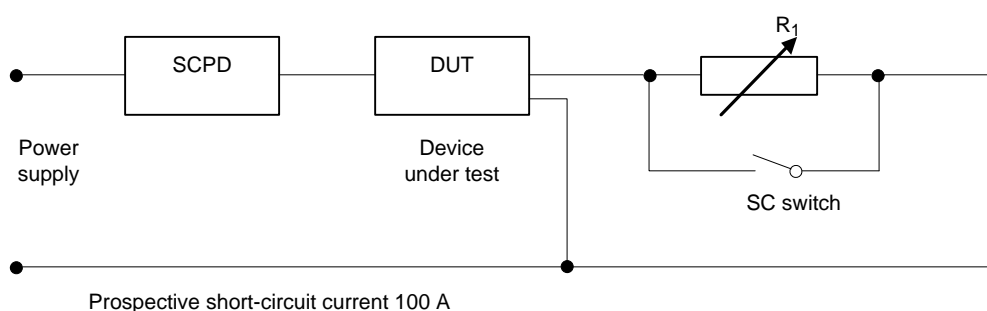 R1
SCPD
DUT
Power
supply
Device
under test
SC switch
Prospective short-circuit current 100 A